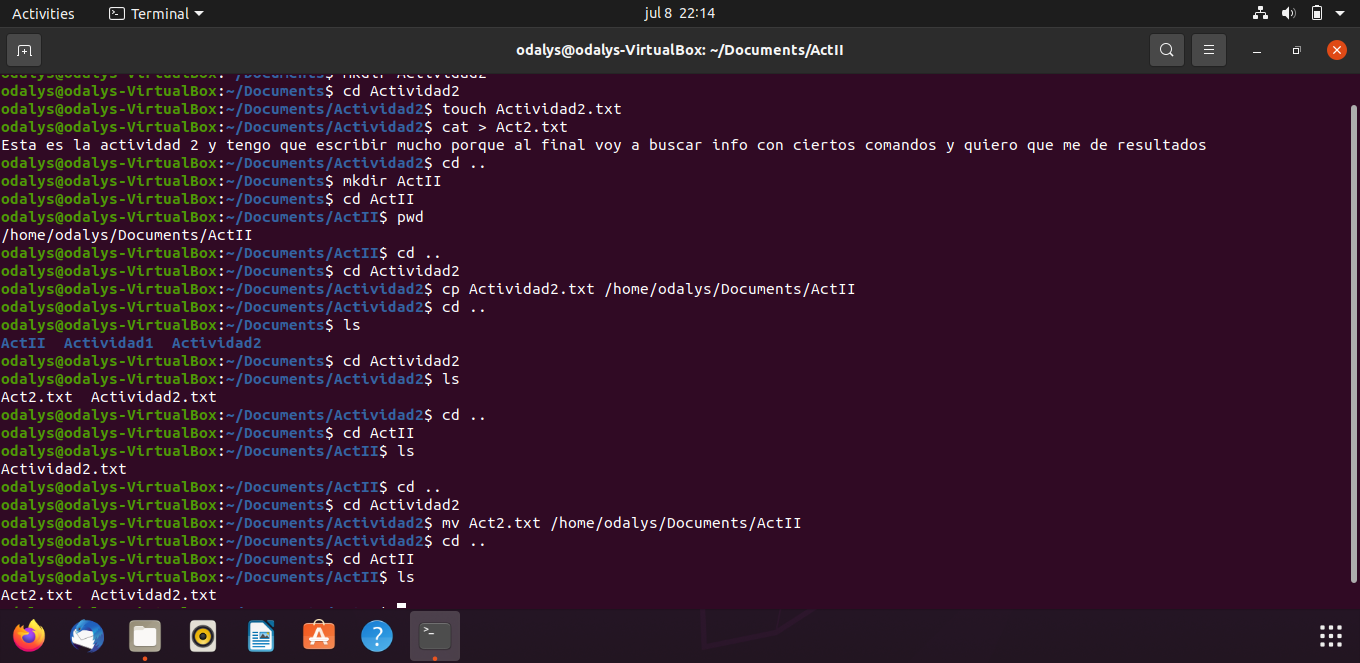 Activities Terminal jul 8 22:14
odalys@odalys-VirtualBox: ~/Documents/ActII
odalys@odalys-VirtualBox:~/Documents$ mkdir Actividad2
odalys@odalys-VirtualBox:~/Documents$ cd Actividad2
odalys@odalys-VirtualBox:~/Documents/Actividad2$ touch Actividad2.txt
odalys@odalys-VirtualBox:~/Documents/Actividad2$ cat > Act2.txt
Esta es la actividad 2 y tengo que escribir mucho porque al final voy a buscar info con ciertos comandos y quiero que me de resultados
odalys@odalys-VirtualBox:~/Documents/Actividad2$ cd ..
odalys@odalys-VirtualBox:~/Documents$ mkdir ActII
odalys@odalys-VirtualBox:~/Documents$ cd ActII
odalys@odalys-VirtualBox:~/Documents/ActII$ pwd
/home/odalys/Documents/ActII
odalys@odalys-VirtualBox:~/Documents/ActII$ cd ..
odalys@odalys-VirtualBox:~/Documents$ cd Actividad2
odalys@odalys-VirtualBox:~/Documents/Actividad2$ cp Actividad2.txt /home/odalys/Documents/ActII
odalys@odalys-VirtualBox:~/Documents/Actividad2$ cd ..
odalys@odalys-VirtualBox:~/Documents$ ls
ActII Actividad1 Actividad2
odalys@odalys-VirtualBox:~/Documents$ cd Actividad2
odalys@odalys-VirtualBox:~/Documents/Actividad2$ ls
Act2.txt Actividad2.txt
odalys@odalys-VirtualBox:~/Documents/Actividad2$ cd ..
odalys@odalys-VirtualBox:~/Documents$ cd ActII
odalys@odalys-VirtualBox:~/Documents/ActII$ ls
Actividad2.txt
odalys@odalys-VirtualBox:~/Documents/ActII$ cd ..
odalys@odalys-VirtualBox:~/Documents$ cd Actividad2
odalys@odalys-VirtualBox:~/Documents/Actividad2$ mv Act2.txt /home/odalys/Documents/ActII
odalys@odalys-VirtualBox:~/Documents/Actividad2$ cd ..
odalys@odalys-VirtualBox:~/Documents$ cd ActII
odalys@odalys-VirtualBox:~/Documents/ActII$ ls
Act2.txt Actividad2.txt